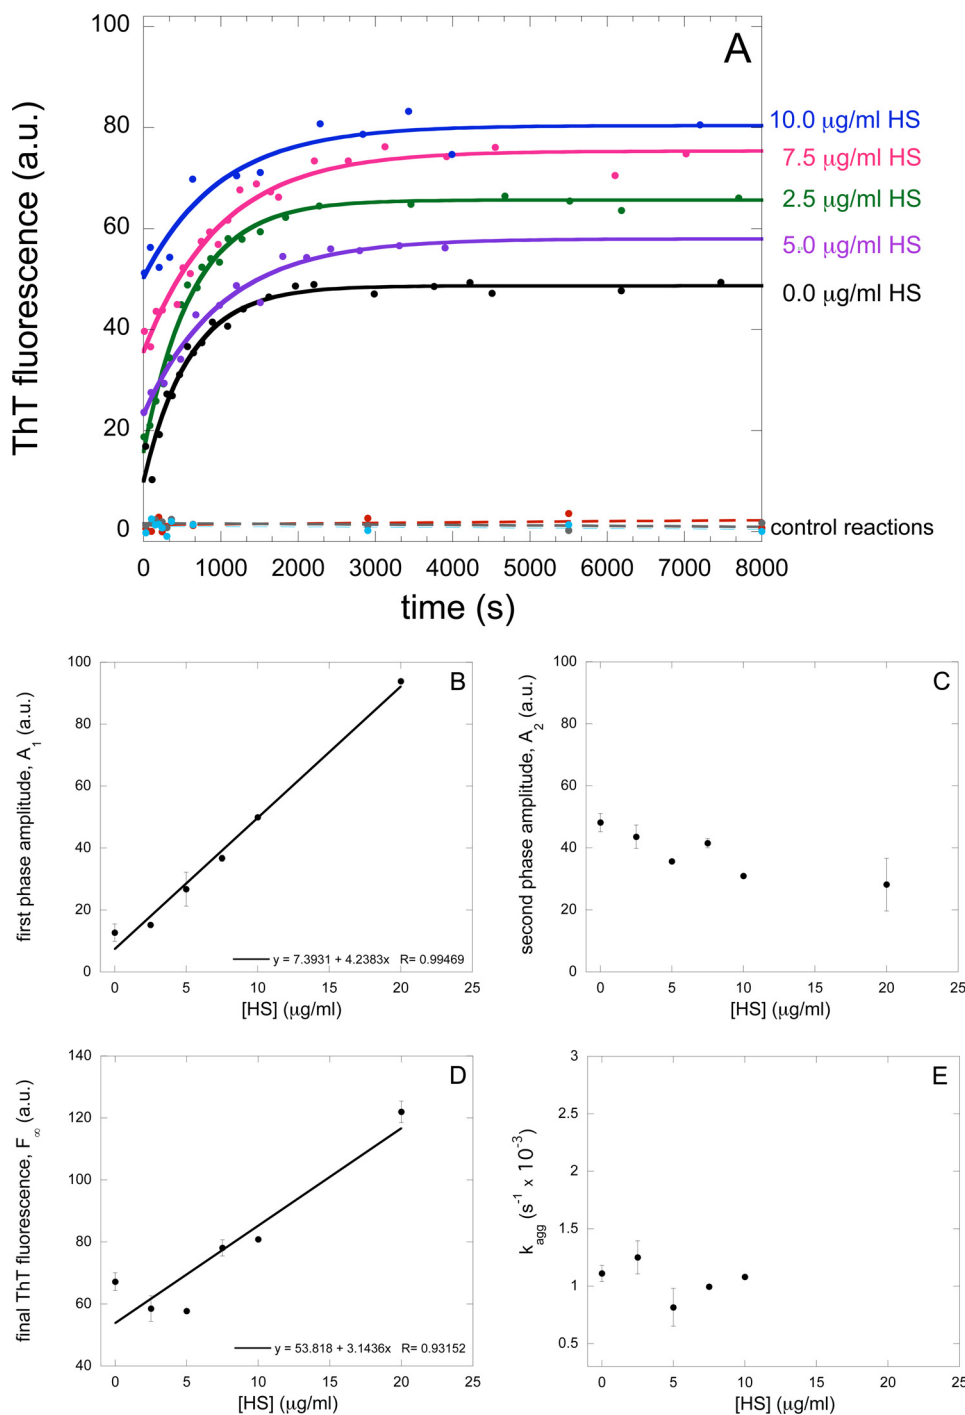 A
ThT fluorescence (a.u.)
100
80
60
40
20
0
0 1000 2000 3000 4000 5000 6000 7000 8000
time (s)
10.0 μg/ml HS
7.5 μg/ml HS
2.5 μg/ml HS
5.0 μg/ml HS
0.0 μg/ml HS
control reactions
B
first phase amplitude, A1 (a.u.)
100
80
60
40
20
0
0 5 10 15 20 25
[HS] (μg/ml)
y = 7.3931 + 4.2383x R= 0.99469
C
second phase amplitude, A2 (a.u.)
100
80
60
40
20
0
0 5 10 15 20 25
[HS] (μg/ml)
D
final ThT fluorescence, F∞ (a.u.)
140
120
100
80
60
40
0 5 10 15 20 25
[HS] (μg/ml)
y = 53.818 + 3.1436x R= 0.93152
E
kagg (s-1 x 10-3)
3
2.5
2
1.5
1
0.5
0 5 10 15 20 25
[HS] (μg/ml)